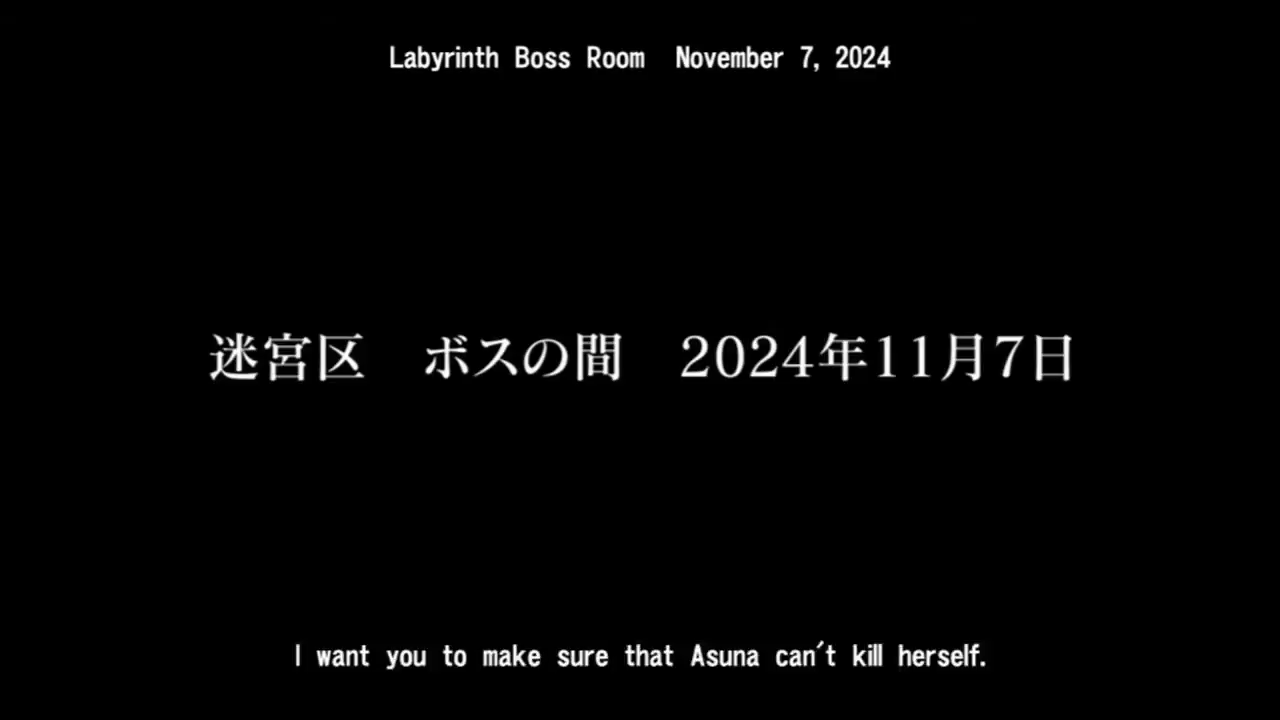 Labyrinth Boss Room  November 7, 2024
迷宮区　ボスの間　2024年11月7日
I want you to make sure that Asuna can't kill herself.